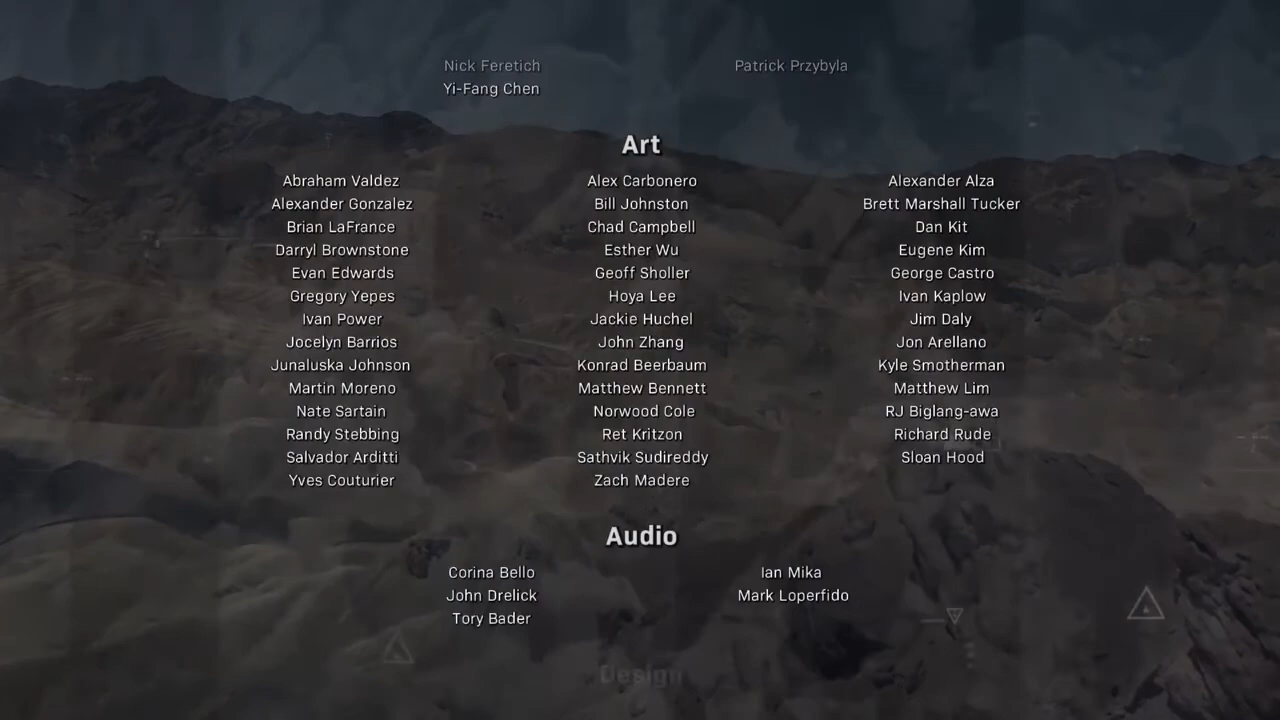 Nick Feretich Patrick Przybyla
Yi-Fang Chen
Art
Abraham Valdez Alex Carbonero Alexander Alza
Alexander Gonzalez Bill Johnston Brett Marshall Tucker
Brian LaFrance Chad Campbell Dan Kit
Darryl Brownstone Esther Wu Eugene Kim
Evan Edwards Geoff Sholler George Castro
Gregory Yepes Hoya Lee Ivan Kaplow
Ivan Power Jackie Huchel Jim Daly
Jocelyn Barrios John Zhang Jon Arellano
Junaluska Johnson Konrad Beerbaum Kyle Smotherman
Martin Moreno Matthew Bennett Matthew Lim
Nate Sartain Norwood Cole RJ Biglang-awa
Randy Stebbing Ret Kritzon Richard Rude
Salvador Arditti Sathvik Sudireddy Sloan Hood
Yves Couturier Zach Madere
Audio
Corina Bello Ian Mika
John Drelick Mark Loperfido
Tory Bader
Design